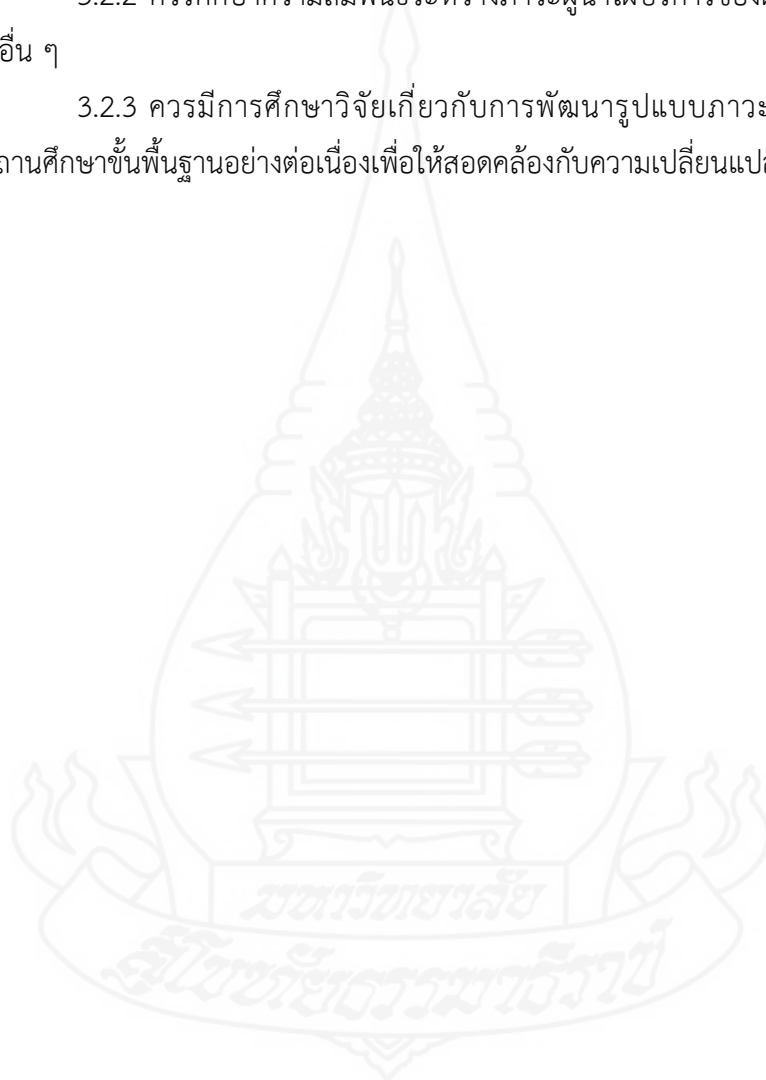 อื่น ๆ
3.2.3 ควรมีการศึกษาวิจัยเกี่ยวกับการพัฒนารูปแบบภาวะ
ถานศึกษาขั้นพื้นฐานอย่างต่อเนื่องเพื่อให้สอดคล้องกับความเปลี่ยนแปล
มหาวิทยาลัย
สุโขทัยธรรมาธิราช